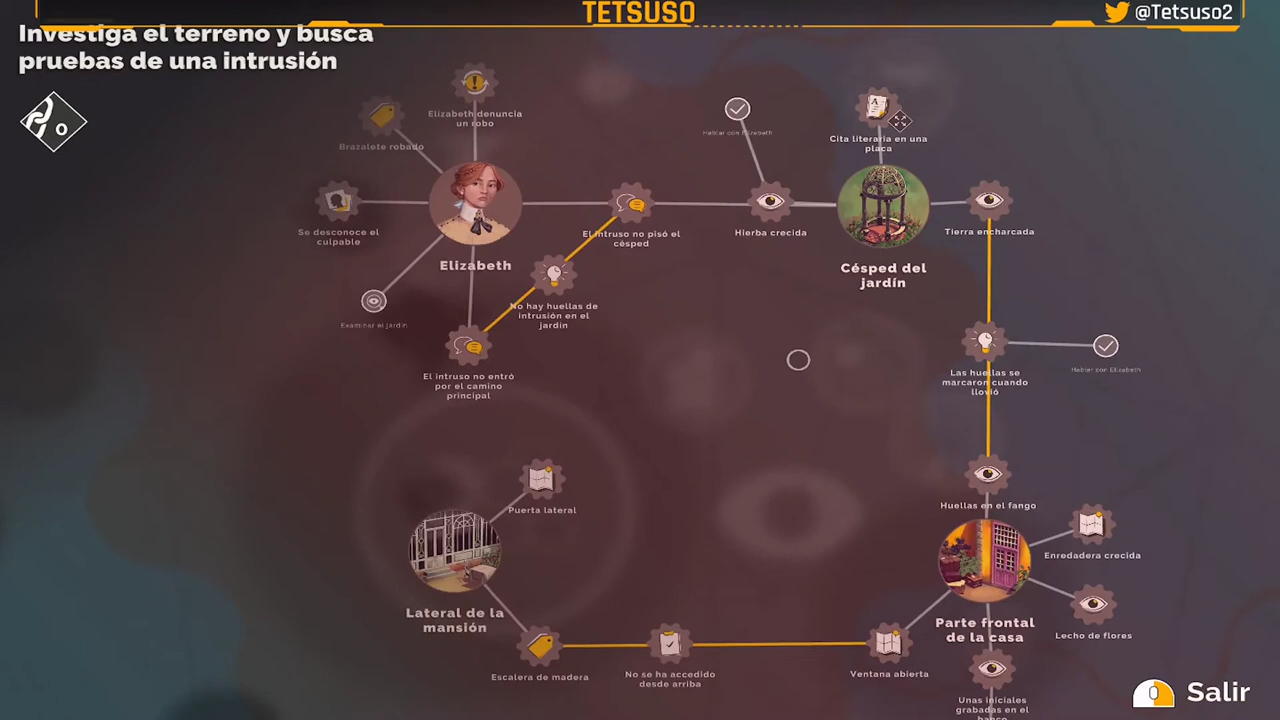 TETSUSO
@Tetsuso2
Investiga el terreno y busca
pruebas de una intrusión
0
Brazalete robado
Elizabeth denuncia
un robo
Se desconoce el
culpable
Elizabeth
Examinar el jardín
El intruso no entró
por el camino
principal
No hay huellas de
intrusión en el
jardín
El intruso no pisó el
césped
Hablar con Elizabeth
Hierba crecida
A
Cita literaria en una
placa
Césped del
jardín
Tierra encharcada
Las huellas se
marcaron cuando
llovió
Hablar con Elizabeth
Huellas en el fango
Enredadera crecida
Lecho de flores
Parte frontal
de la casa
Unas iniciales
grabadas en el
banco
Ventana abierta
No se ha accedido
desde arriba
Escalera de madera
Lateral de la
mansión
Puerta lateral
Salir